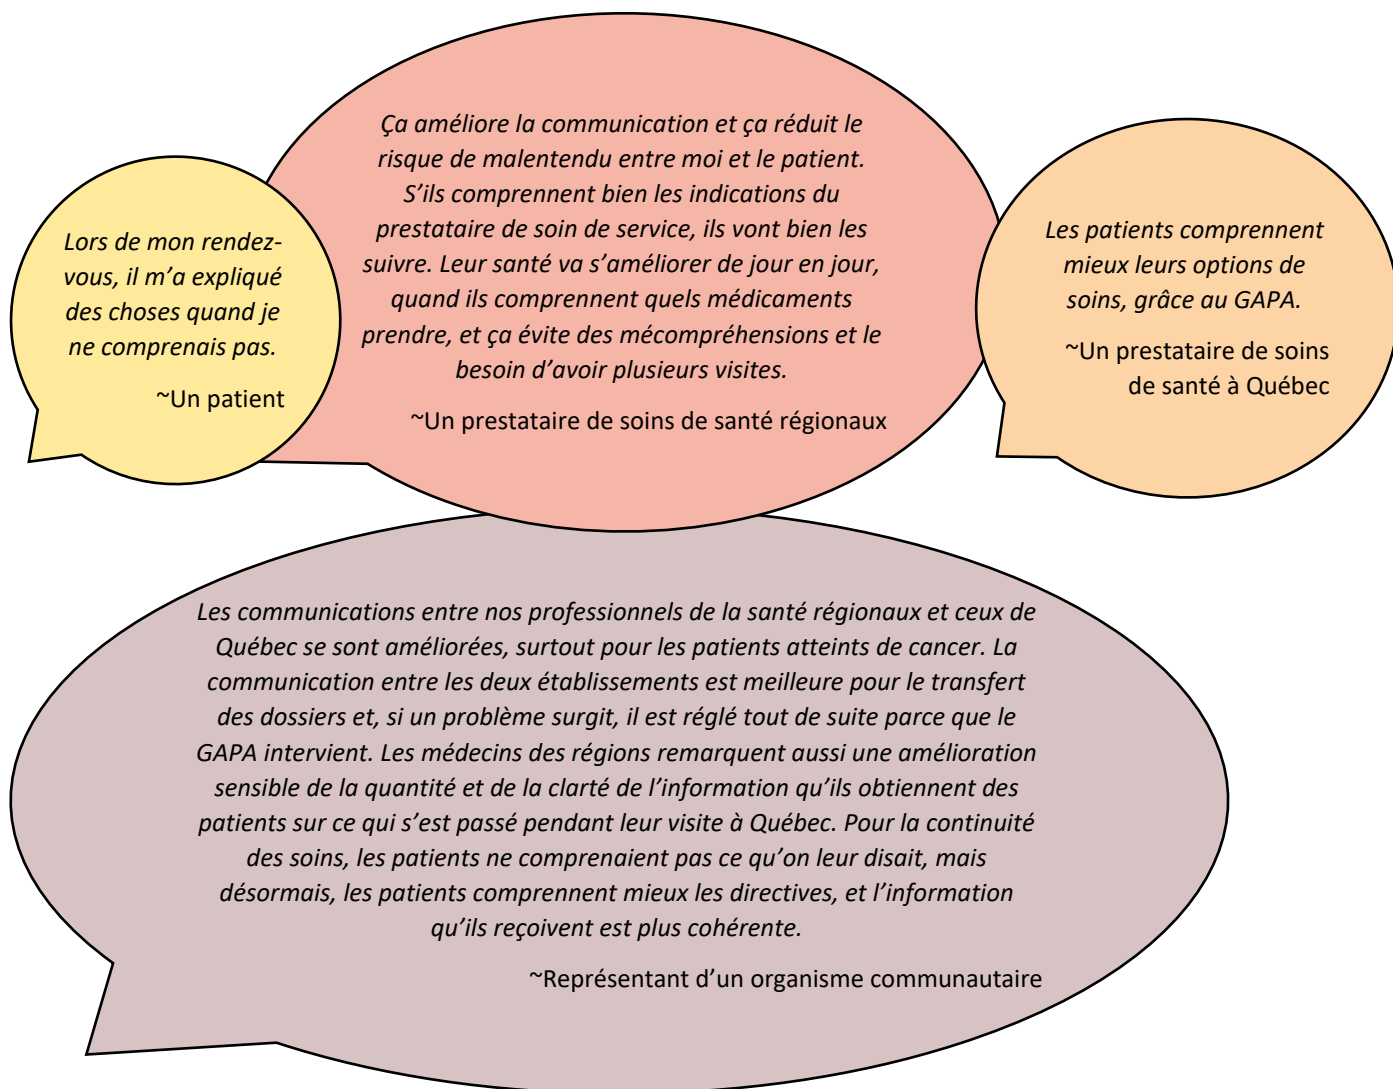 Lors de mon rendez-
vous, il m’a expliqué
des choses quand je
ne comprenais pas.
~Un patient
Ça améliore la communication et ça réduit le
risque de malentendu entre moi et le patient.
S’ils comprennent bien les indications du
prestataire de soin de service, ils vont bien les
suivre. Leur santé va s’améliorer de jour en jour,
quand ils comprennent quels médicaments
prendre, et ça évite des mécompréhensions et le
besoin d’avoir plusieurs visites.
~Un prestataire de soins de santé régionaux
Les patients comprennent
mieux leurs options de
soins, grâce au GAPA.
~Un prestataire de soins
de santé à Québec
Les communications entre nos professionnels de la santé régionaux et ceux de
Québec se sont améliorées, surtout pour les patients atteints de cancer. La
communication entre les deux établissements est meilleure pour le transfert
des dossiers et, si un problème surgit, il est réglé tout de suite parce que le
GAPA intervient. Les médecins des régions remarquent aussi une amélioration
sensible de la quantité et de la clarté de l’information qu’ils obtiennent des
patients sur ce qui s’est passé pendant leur visite à Québec. Pour la continuité
des soins, les patients ne comprenaient pas ce qu’on leur disait, mais
désormais, les patients comprennent mieux les directives, et l’information
qu’ils reçoivent est plus cohérente.
~Représentant d’un organisme communautaire